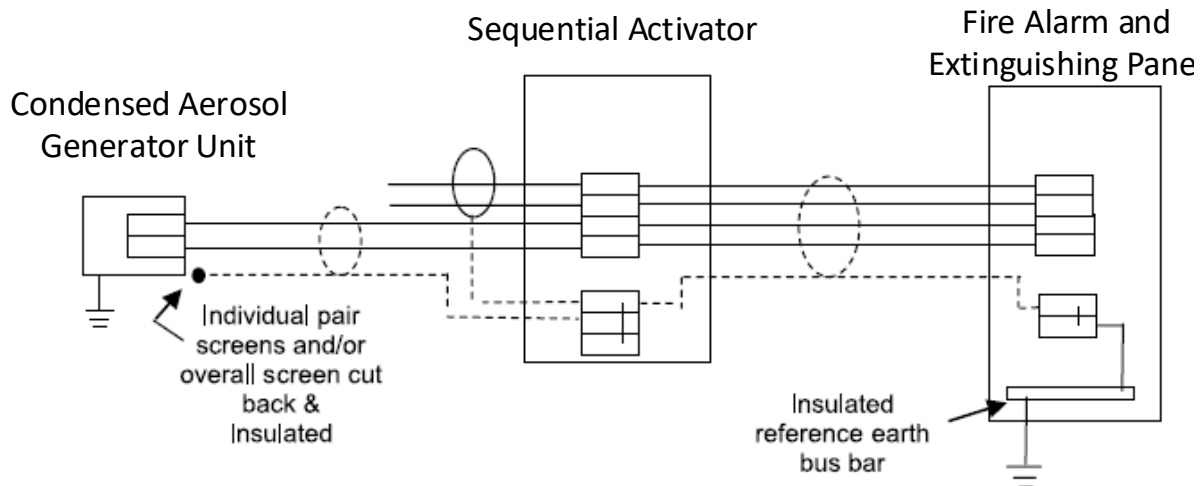 Sequential Activator
Fire Alarm and
Extinguishing Pane
Condensed Aerosol
Generator Unit
Individual pair
screens and/or
overall screen cut
back &
Insulated
Insulated
reference earth
bus bar